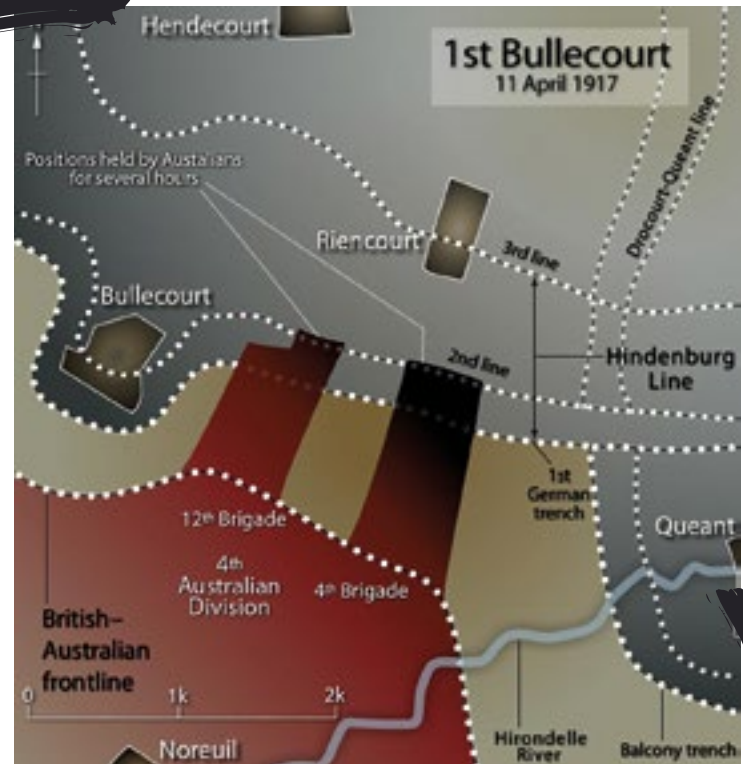 Hendecourt
1st Bullecourt
11 April 1917
Drocourt-Queant line
Positions held by Austalians
for several hours
Riencourt
3rd line
Bullecourt
2nd line
Hindenburg
Line
1st
German
trench
12th Brigade
Queant
4th
Australian
Division
4th Brigade
British–
Australian
frontline
0 1k 2k
Noreuil
Hirondelle
River
Balcony trench